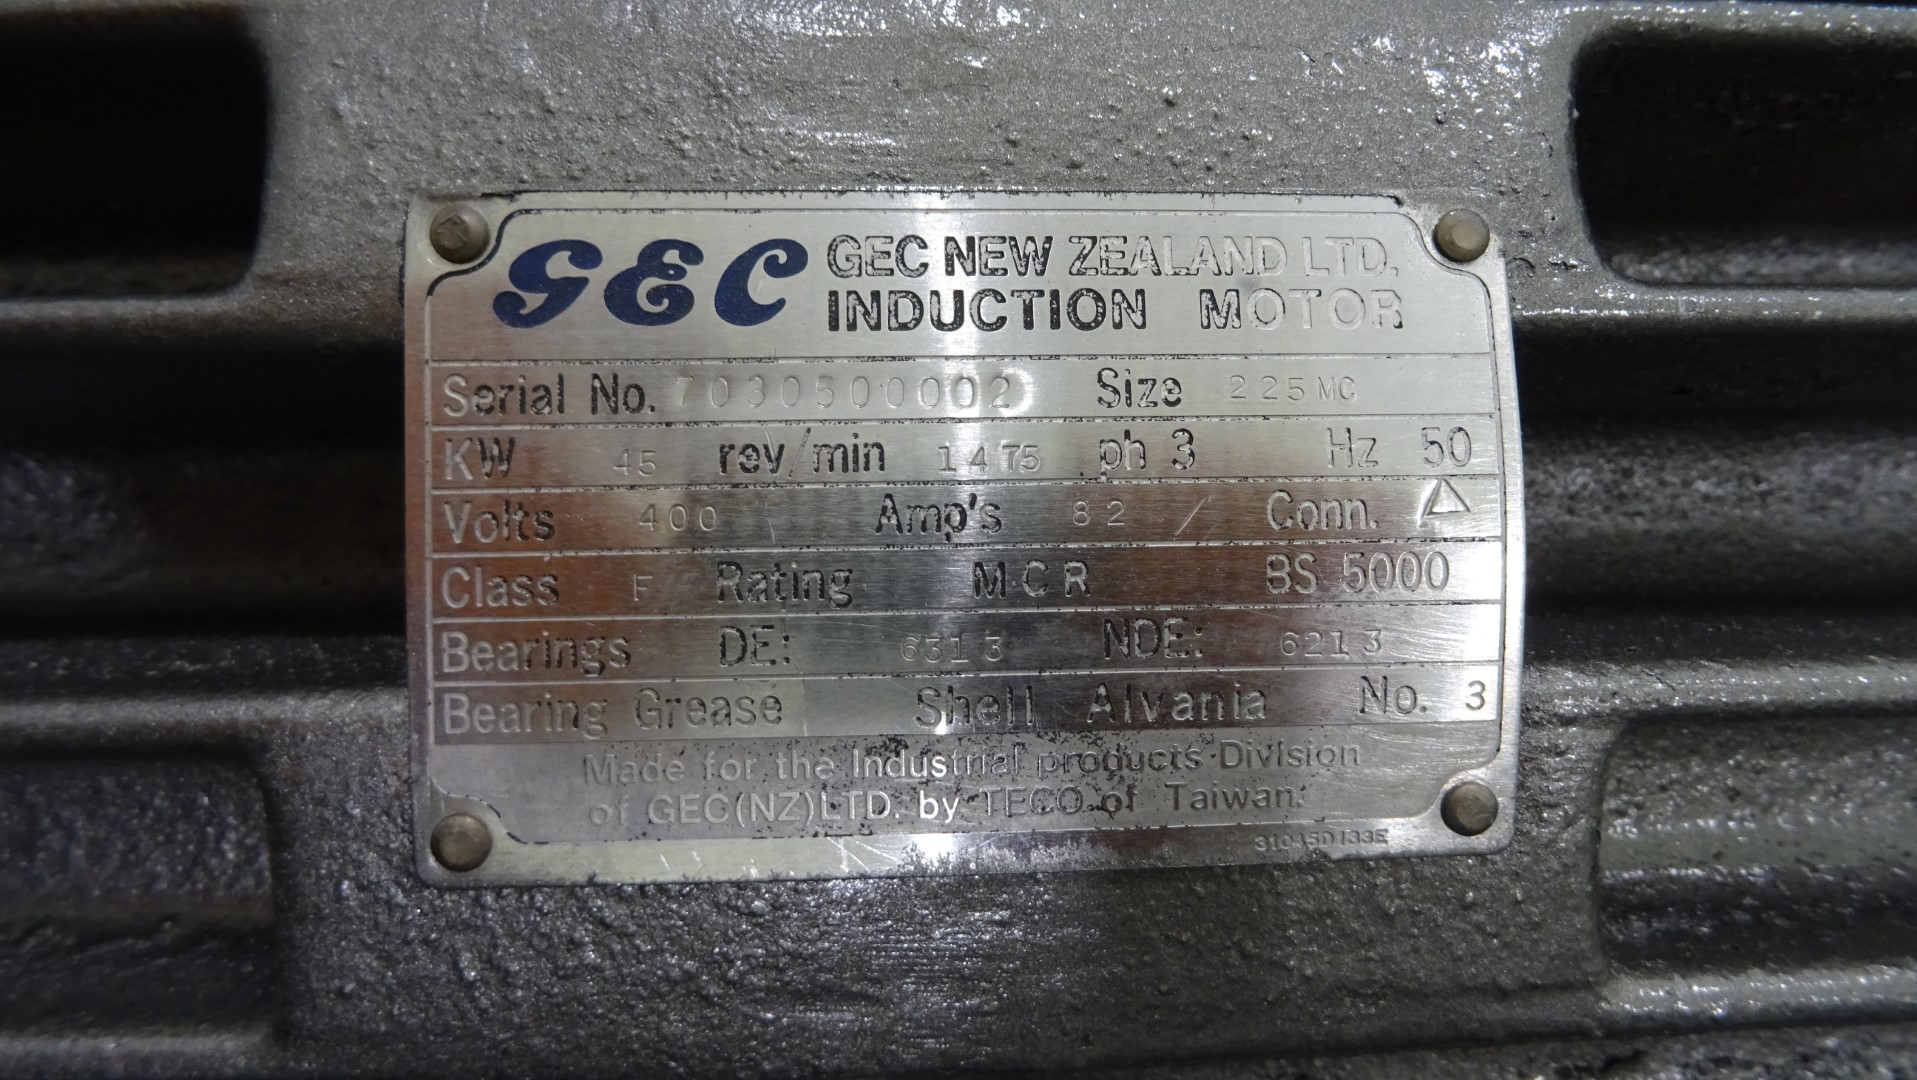 GEC GEC NEW ZEALAND LTD.
INDUCTION MOTOR
Serial No. 7030500002 Size 225MC
KW 45 rev/min 1475 ph 3 Hz 50
Volts 400 Amp's 82 / Conn. △
Class F Rating MCR BS 5000
Bearings DE: 6313 NDE: 6213
Bearing Grease Shell Alvania No. 3
Made for the Industrial products Division
of GEC(NZ)LTD. by TECO of Taiwan.